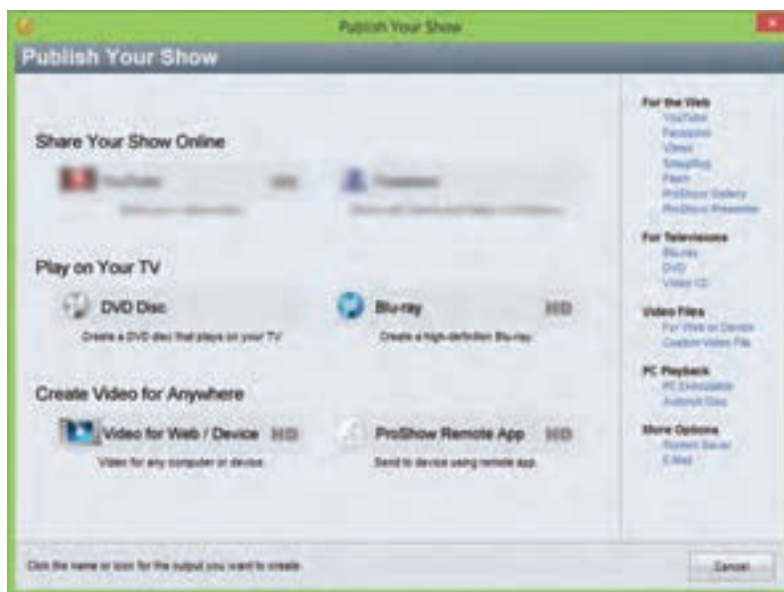 Publish Your Show
Publish Your Show
Share Your Show Online
YouTube
Play on Your TV
DVD Disc
Create a DVD disc that plays on your TV.
Blu-ray HD
Create a high-definition Blu-ray.
Create Video for Anywhere
Video for Web / Device HD
Video for any computer or device.
ProShow Remote App HD
Send to device using remote app.
For the Web
YouTube
Facebook
Vimeo
SmugMug
Flash
ProShow Gallery
ProShow Presenter
For Televisions
Blu-ray
DVD
Video CD
Video Files
For Web or Device
Custom Video File
PC Playback
PC Executable
Autorun Disc
More Options
Screen Saver
E-Mail
Click the name or icon for the output you want to create.
Cancel